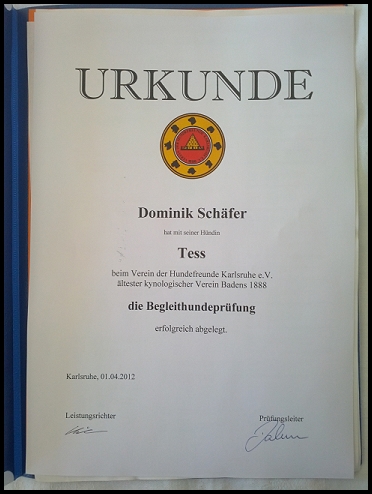 URKUNDE
Dominik Schäfer
hat mit seiner Hündin
Tess
beim Verein der Hundefreunde Karlsruhe e.V.
ältester kynologischer Verein Badens 1888
die Begleithundeprüfung
erfolgreich abgelegt.
Karlsruhe, 01.04.2012
Leistungsrichter
Prüfungsleiter